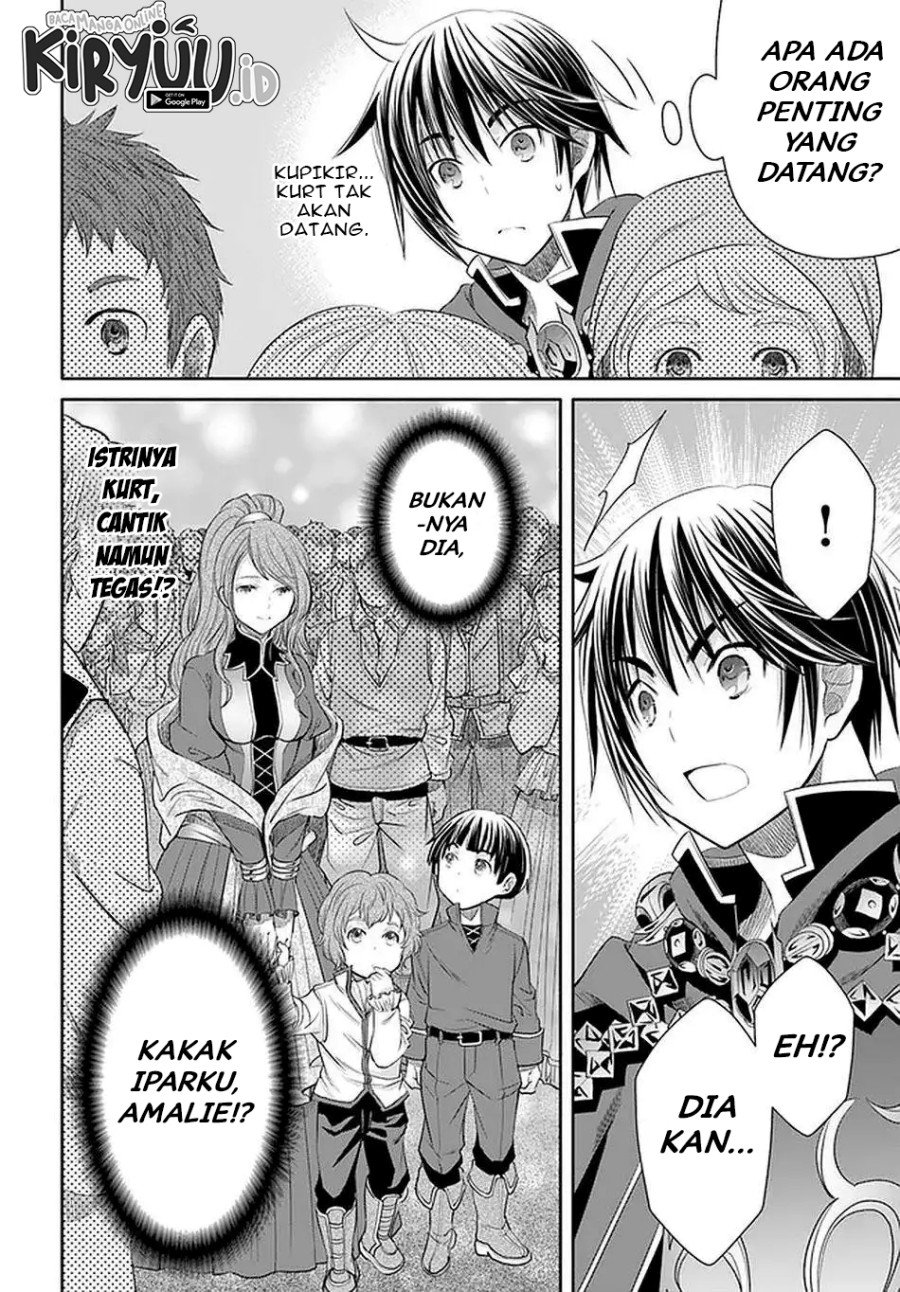 BACA MANGA ONLINE
KIRYUU.ID
GET IT ON
Google Play
APA ADA
ORANG
PENTING
YANG
DATANG?
KUPIKIR...
KURT TAK
AKAN
DATANG.
!
EH!?
DIA
KAN...
BUKAN
-NYA
DIA,
ISTRINYA
KURT,
CANTIK
NAMUN
TEGAS!?
KAKAK
IPARKU,
AMALIE!?